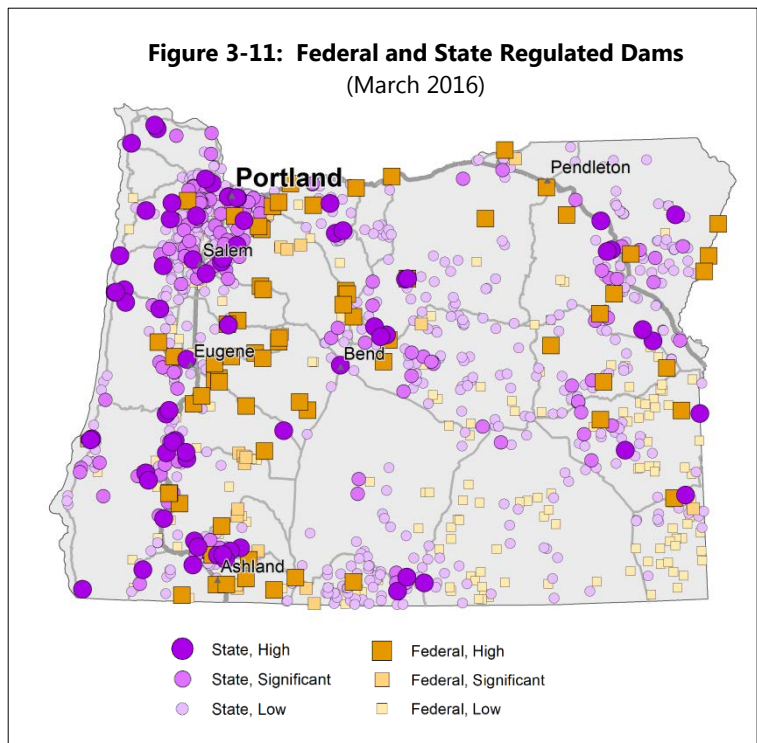 Figure 3-11:  Federal and State Regulated Dams
(March 2016)
Pendleton
Portland
Salem
Eugene
Bend
Ashland
State, High
Federal, High
State, Significant
Federal, Significant
State, Low
Federal, Low